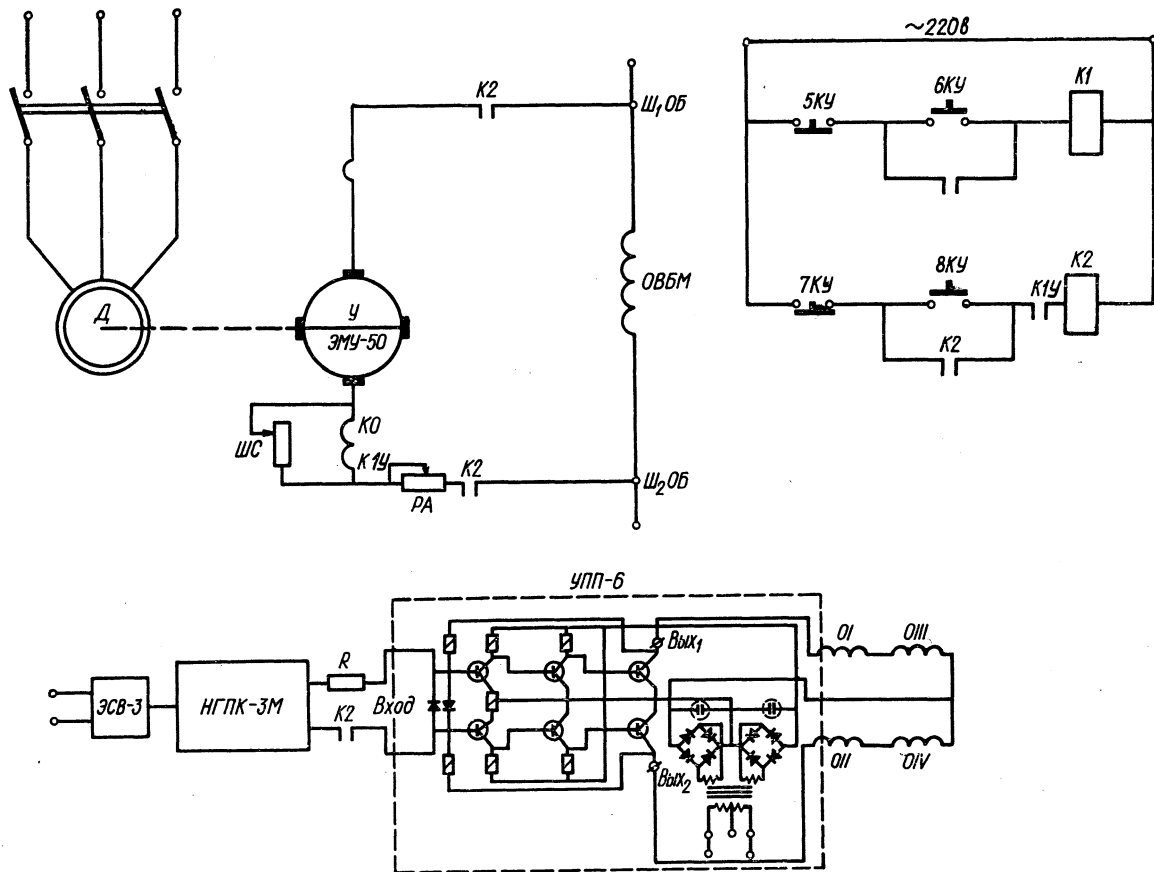 ~220в
К2
Ш₁ОБ
5КУ
6КУ
К1
ОВБМ
7КУ
8КУ
К1У
К2
К2
Д
У
ЭМУ-50
ШС
КО
К1У
РА
К2
Ш₂ОБ
УПП-6
ЭСВ-3
НГПК-3М
R
К2
Вход
Вых₁
Вых₂
OI
OIII
OII
OIV